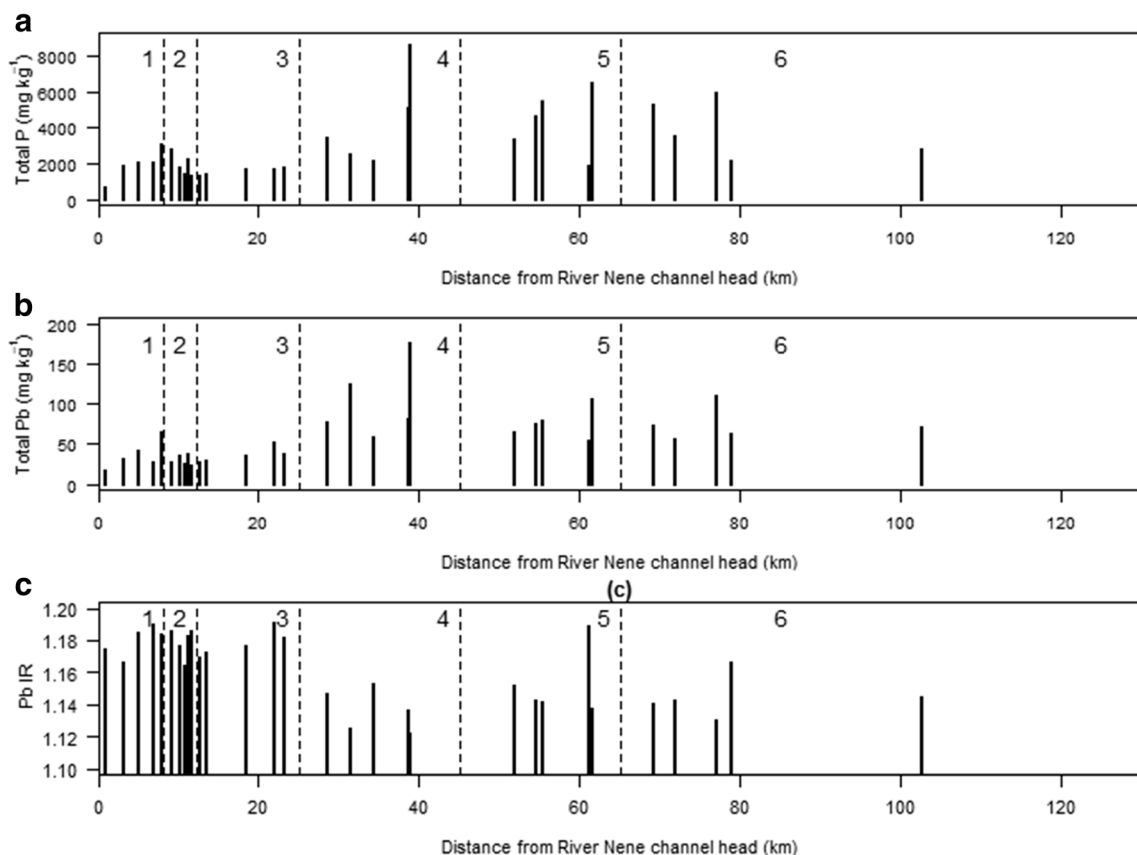 a
Total P (mg kg⁻¹)
8000
6000
4000
2000
0
1 2 3 4 5 6
0 20 40 60 80 100 120
Distance from River Nene channel head (km)
b
Total Pb (mg kg⁻¹)
200
150
100
50
0
1 2 3 4 5 6
0 20 40 60 80 100 120
Distance from River Nene channel head (km)
c
(c)
Pb IR
1.20
1.18
1.16
1.14
1.12
1.10
1 2 3 4 5 6
0 20 40 60 80 100 120
Distance from River Nene channel head (km)